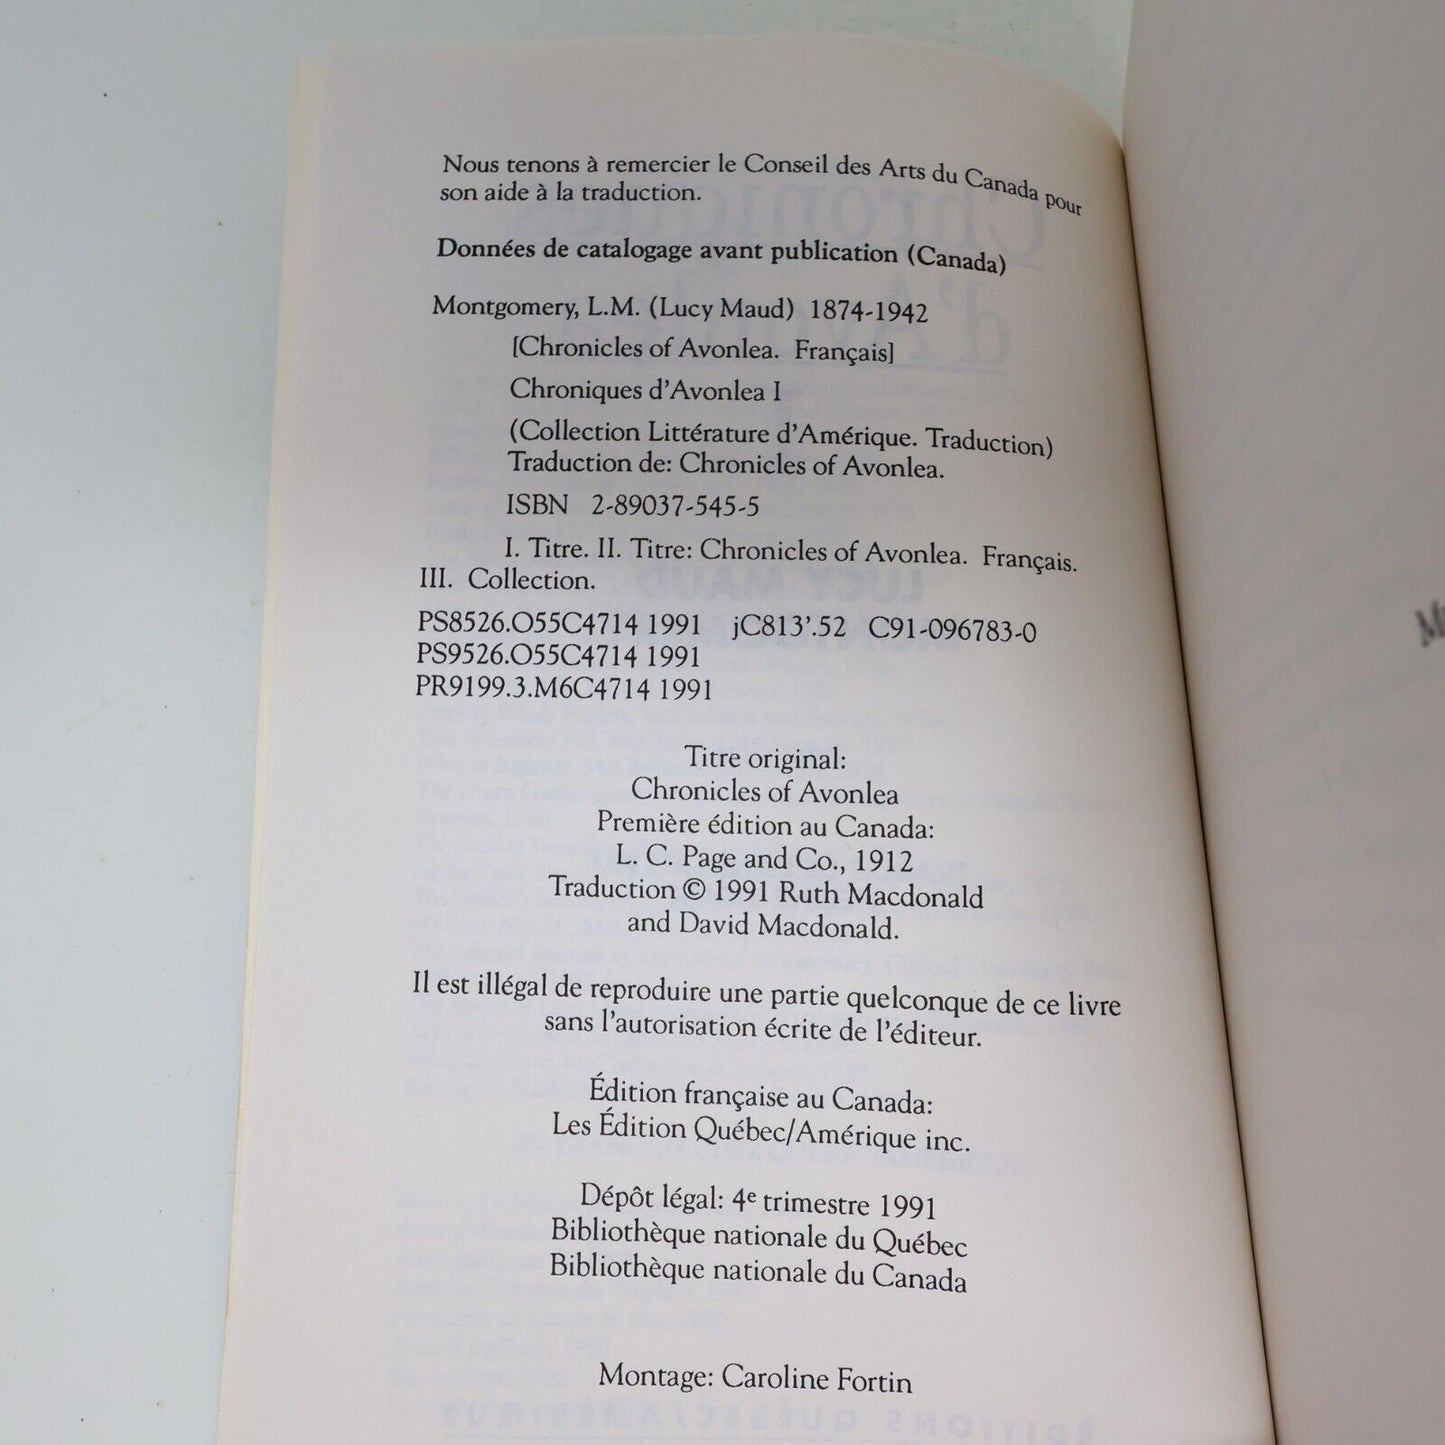 Nous tenons à remercier le Conseil des Arts du Canada pour
son aide à la traduction.
Données de catalogage avant publication (Canada)
Montgomery, L.M. (Lucy Maud) 1874-1942
[Chronicles of Avonlea. Français]
Chroniques d'Avonlea I
(Collection Littérature d'Amérique. Traduction)
Traduction de: Chronicles of Avonlea.
ISBN 2-89037-545-5
I. Titre. II. Titre: Chronicles of Avonlea. Français.
III. Collection.
PS8526.O55C4714 1991 jC813'.52 C91-096783-0
PS9526.O55C4714 1991
PR9199.3.M6C4714 1991
Titre original:
Chronicles of Avonlea
Première édition au Canada:
L. C. Page and Co., 1912
Traduction © 1991 Ruth Macdonald
and David Macdonald.
Il est illégal de reproduire une partie quelconque de ce livre
sans l'autorisation écrite de l'éditeur.
Édition française au Canada:
Les Édition Québec/Amérique inc.
Dépôt légal: 4e trimestre 1991
Bibliothèque nationale du Québec
Bibliothèque nationale du Canada
Montage: Caroline Fortin